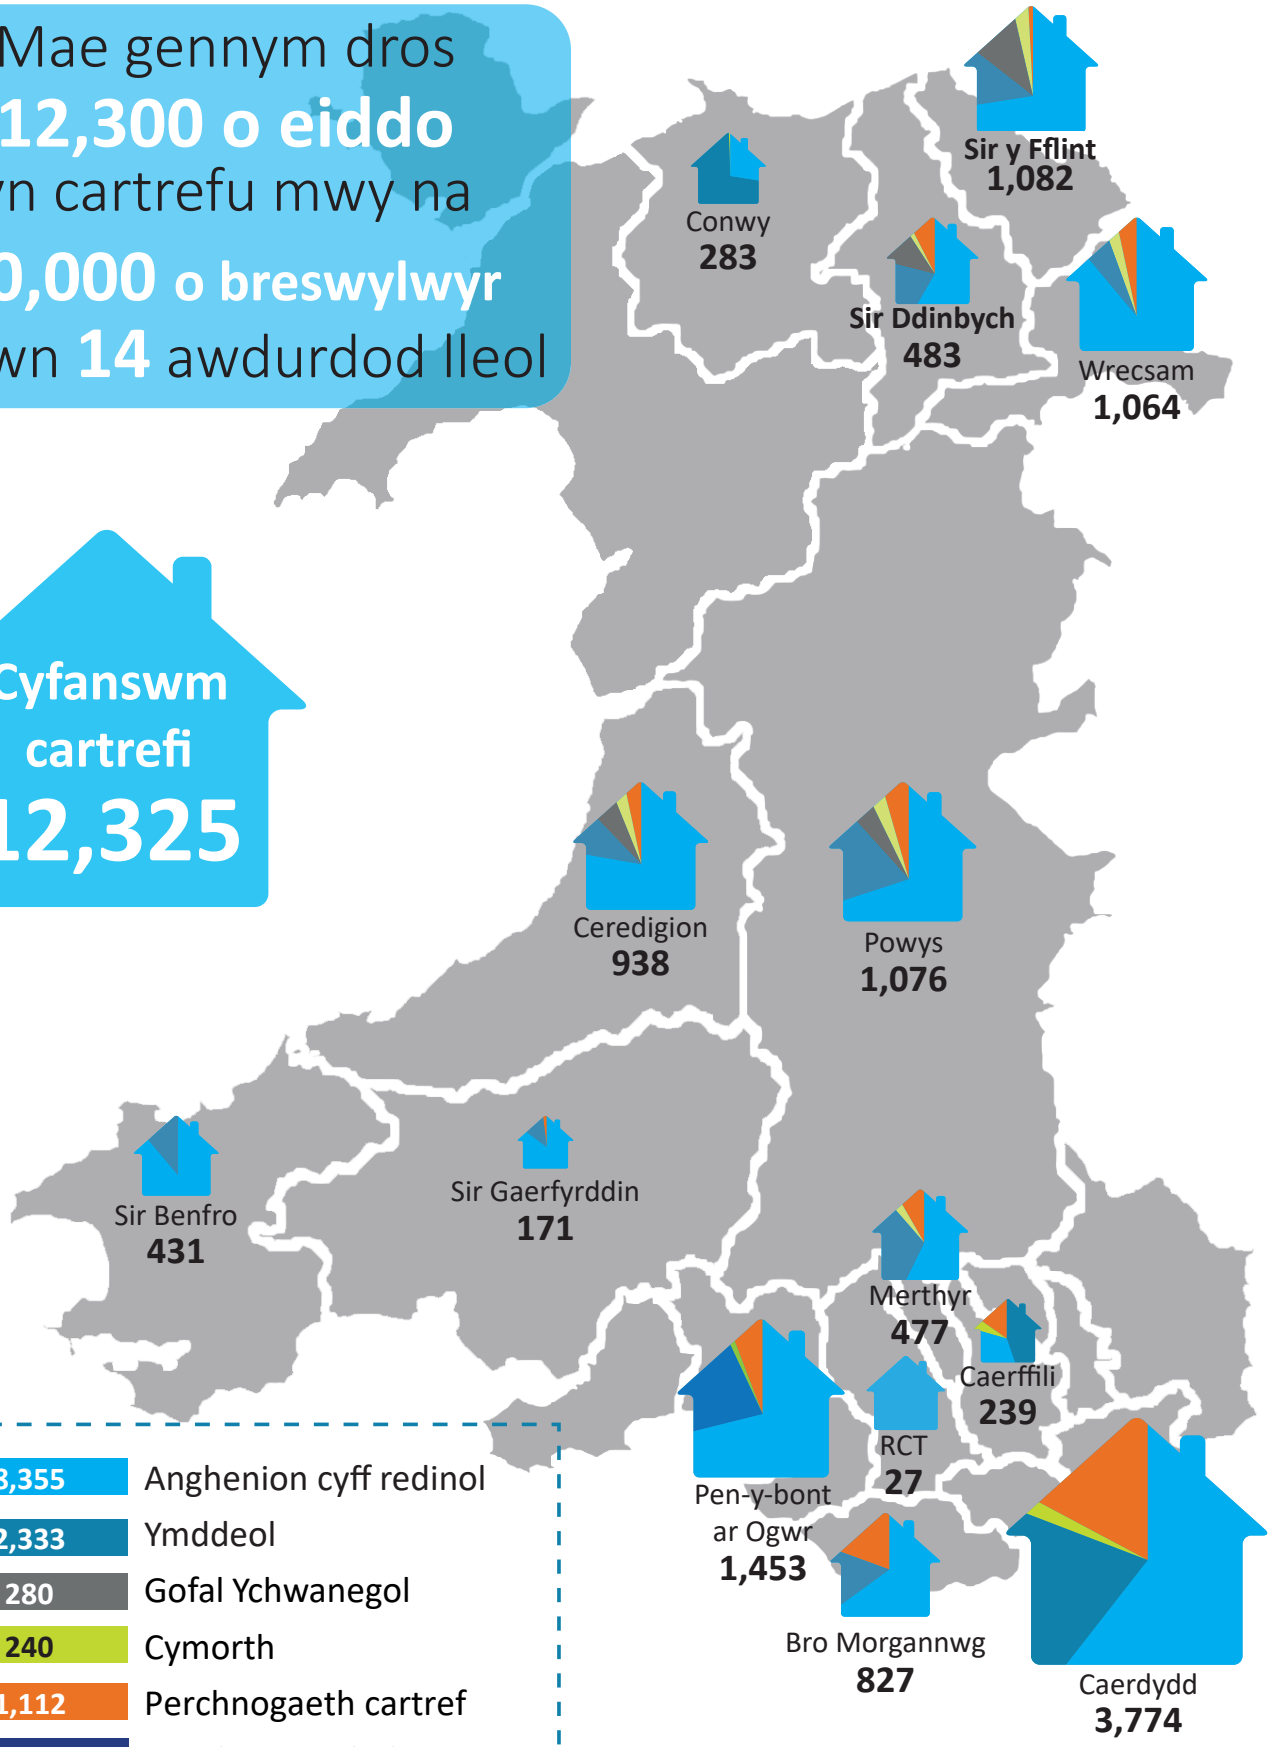 Mae gennym dros
12,300 o eiddo
yn cartrefu mwy na
0,000 o breswylwyr
wn 14 awdurdod lleol
Sir y Fflint
1,082
Conwy
283
Sir Ddinbych
483
Wrecsam
1,064
Cyfanswm
cartrefi
12,325
Ceredigion
938
Powys
1,076
Sir Benfro
431
Sir Gaerfyrddin
171
Merthyr
477
Caerffili
239
RCT
27
Pen-y-bont
ar Ogwr
1,453
Bro Morgannwg
827
Caerdydd
3,774
8,355 Anghenion cyff redinol
2,333 Ymddeol
280 Gofal Ychwanegol
240 Cymorth
1,112 Perchnogaeth cartref